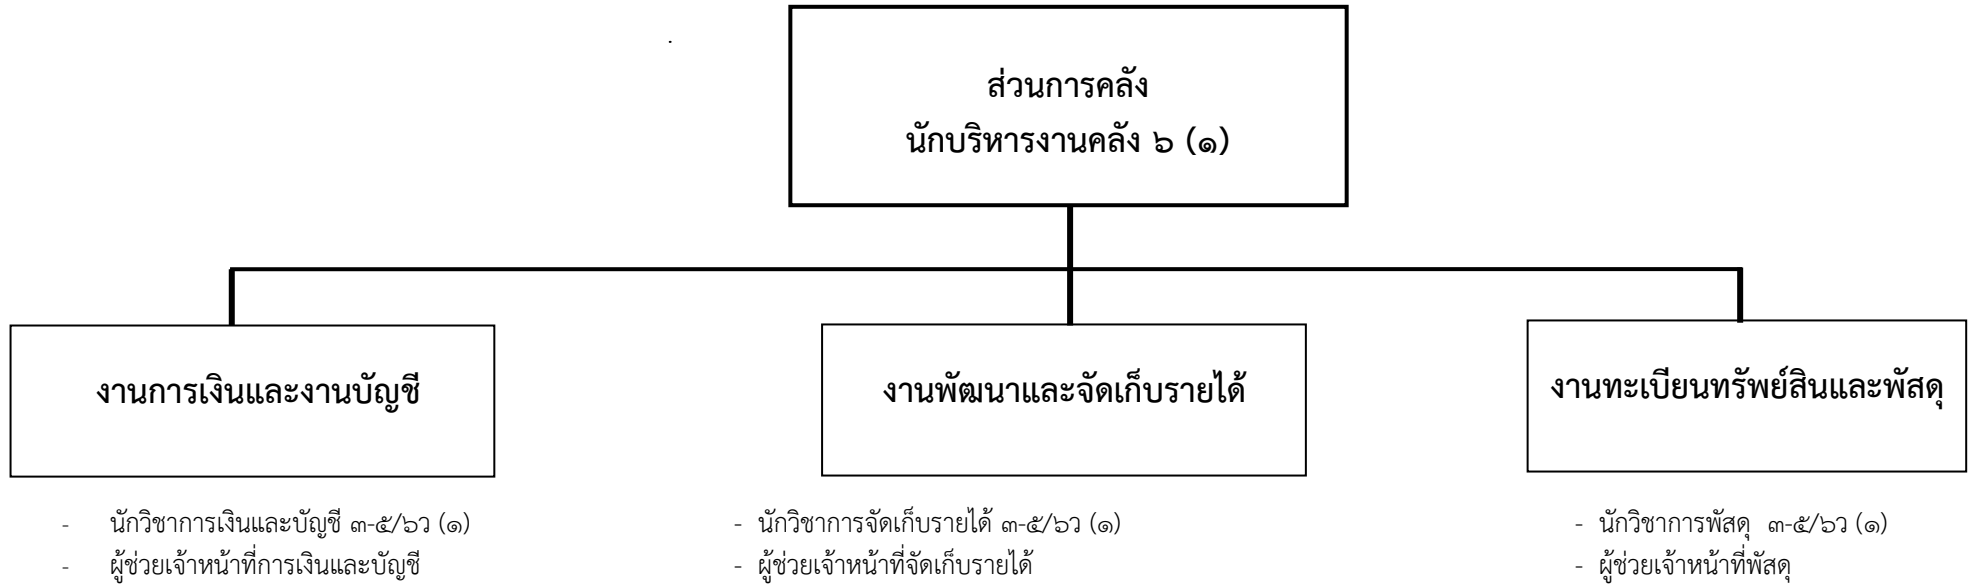 ส่วนการคลัง
นักบริหารงานคลัง ๖ (๑)
งานการเงินและงานบัญชี
งานพัฒนาและจัดเก็บรายได้
งานทะเบียนทรัพย์สินและพัสดุ
- นักวิชาการเงินและบัญชี ๓-๕/๖ว (๑)
- ผู้ช่วยเจ้าหน้าที่การเงินและบัญชี
- นักวิชาการจัดเก็บรายได้ ๓-๕/๖ว (๑)
- ผู้ช่วยเจ้าหน้าที่จัดเก็บรายได้
- นักวิชาการพัสดุ ๓-๕/๖ว (๑)
- ผู้ช่วยเจ้าหน้าที่พัสดุ